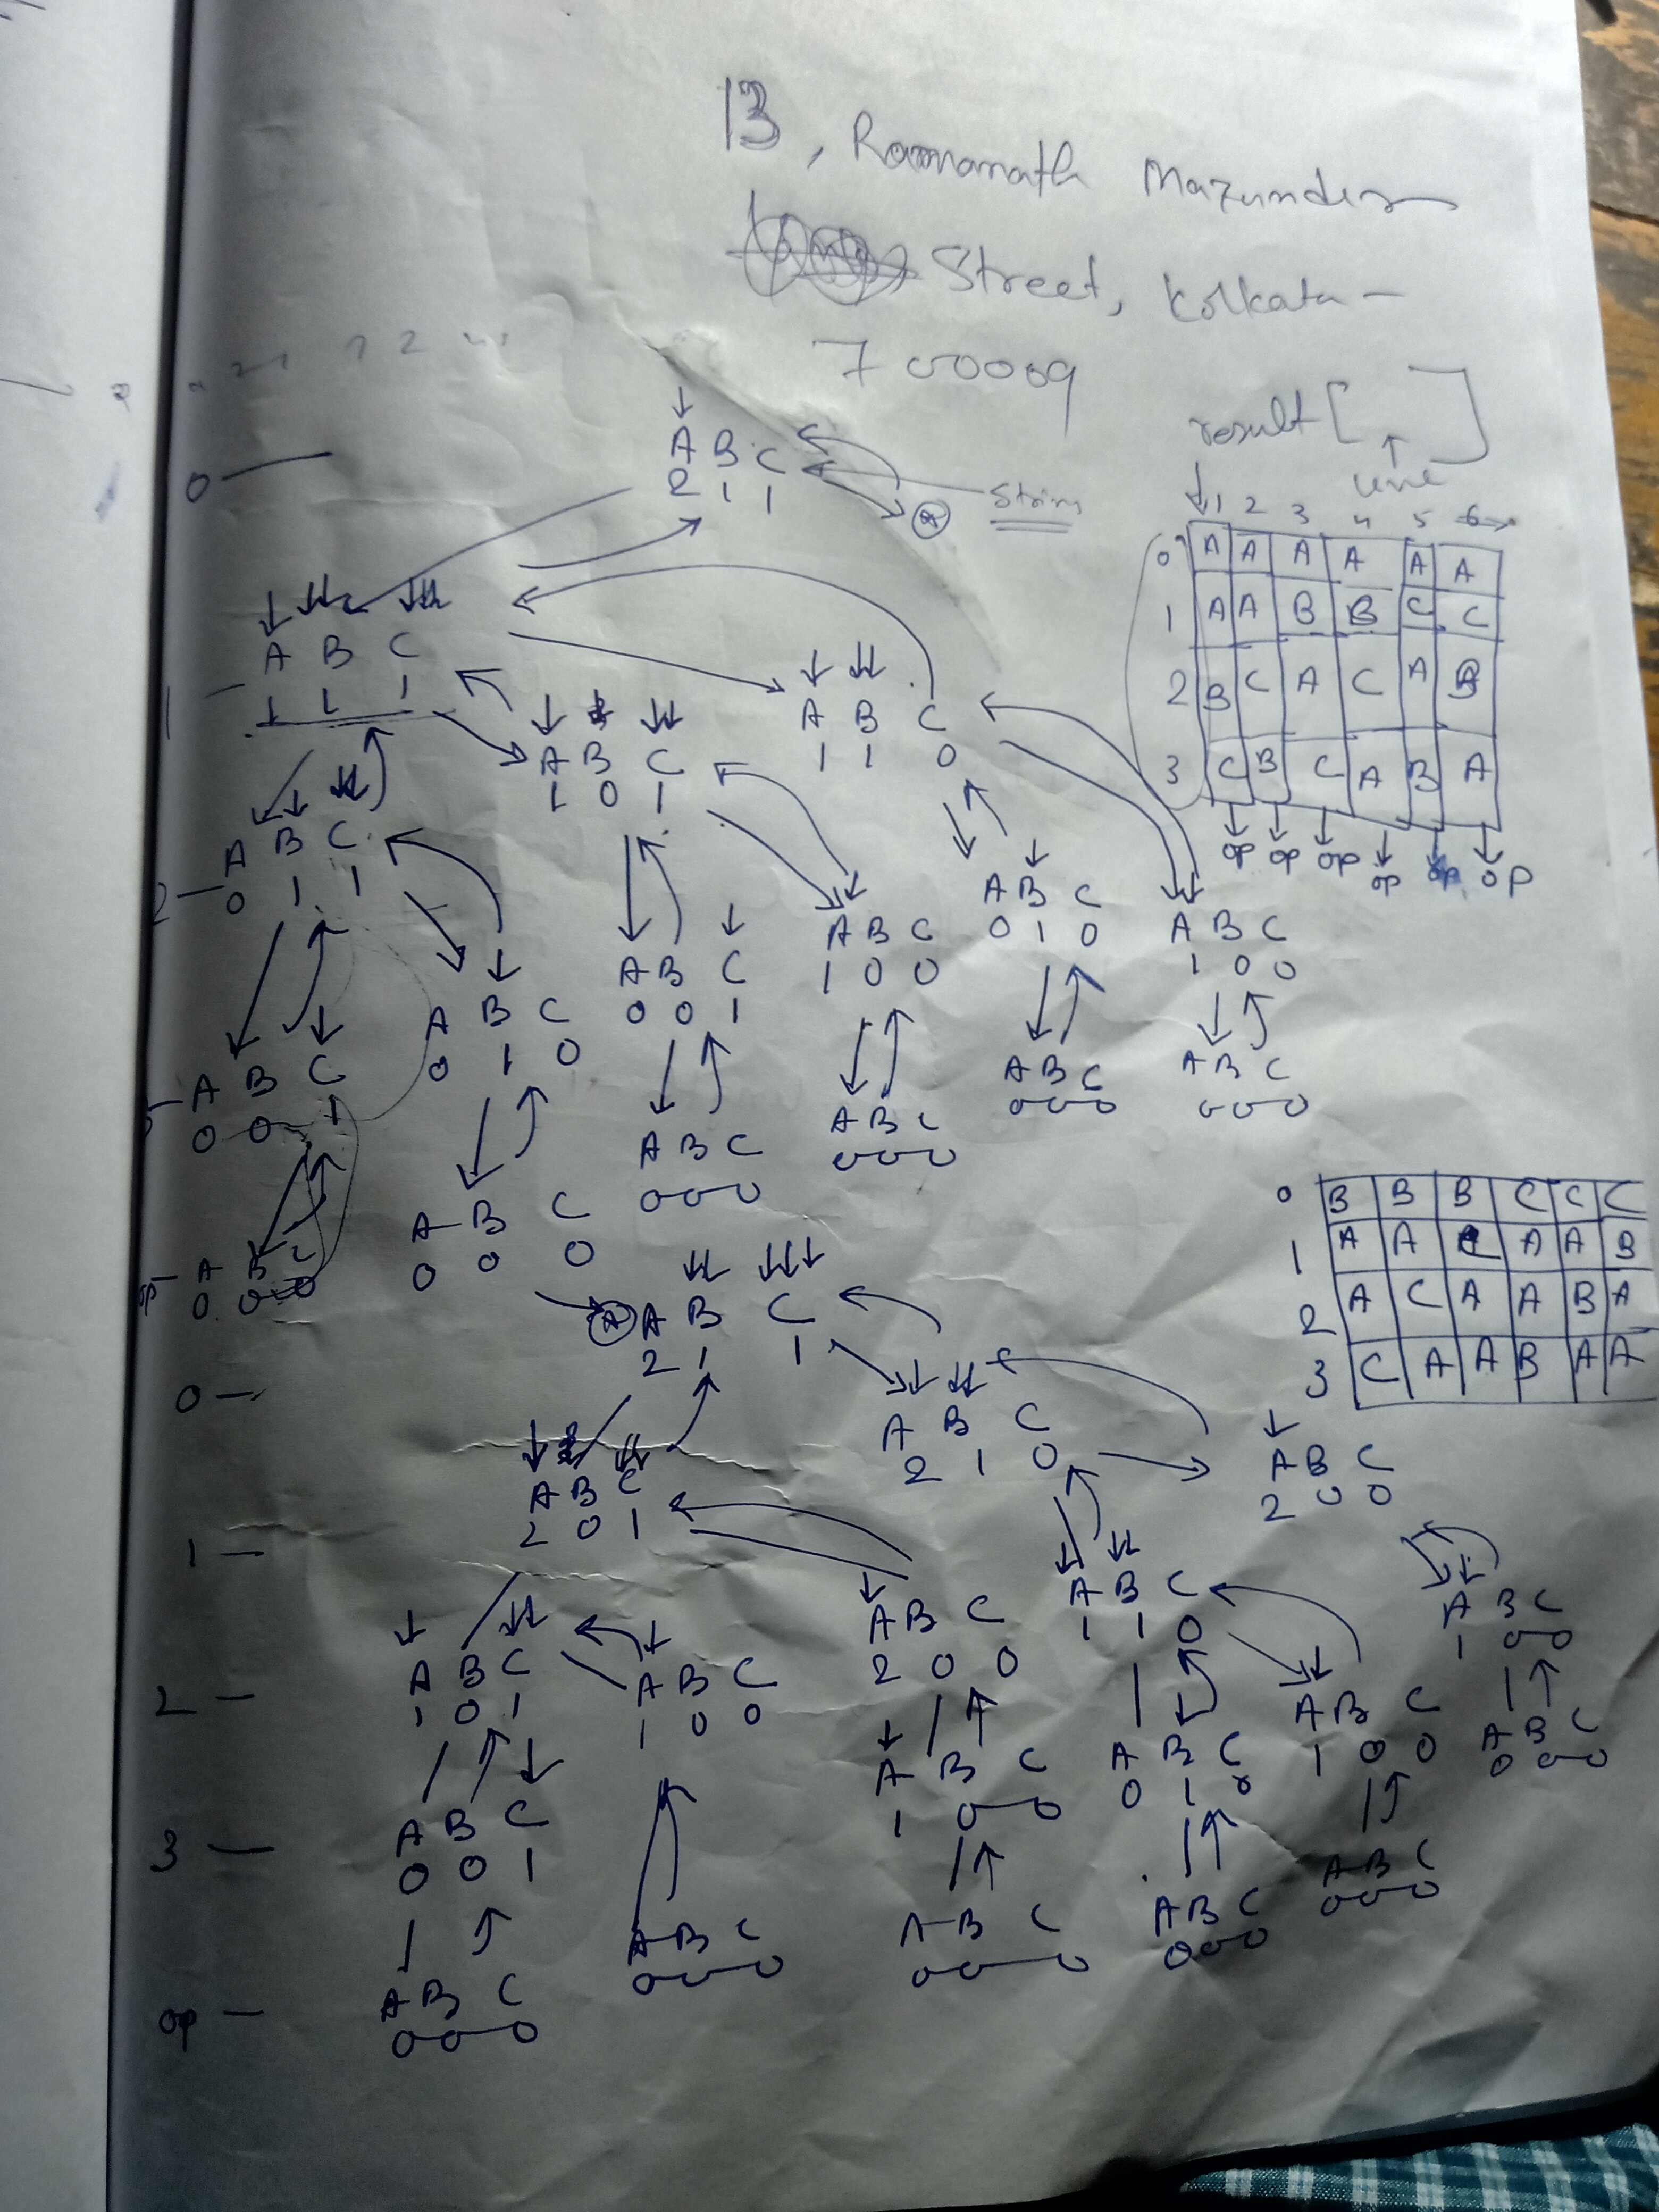 13, Ramanath Mazumder
Street, Kolkata -
700009
result [ ]
level
String
0
A B C
2 1 1
1 2 3 4 5 6
0 A A A A A A
1 A A B B C C
2 B C A C A B
3 C B C A B A
op op op op op op
1
A B C
1 1 1
A B C
1 0 1
A B C
1 1 0
2
A B C
0 1 1
A B C
0 1 0
A B C
0 0 1
A B C
1 0 0
A B C
0 1 0
A B C
1 0 0
A B C
0 0 1
A B C
0 0 0
A B C
0 0 0
A B C
0 0 0
A B C
0 0 0
A B C
0 0 0
op
A B C
0 0 0
0 B B B C C C
1 A A C A A B
2 A C A A B A
3 C A A B A A
0
A B C
2 1 1
A B C
2 1 0
A B C
2 0 0
1
A B C
2 0 1
2
A B C
1 0 1
A B C
1 0 0
A B C
2 0 0
A B C
1 1 0
A B C
1 0 0
3
A B C
0 0 1
A B C
1 0 0
A B C
0 1 0
A B C
1 0 0
A B C
0 0 0
op
A B C
0 0 0
A B C
0 0 0
A B C
0 0 0
A B C
0 0 0
A B C
0 0 0